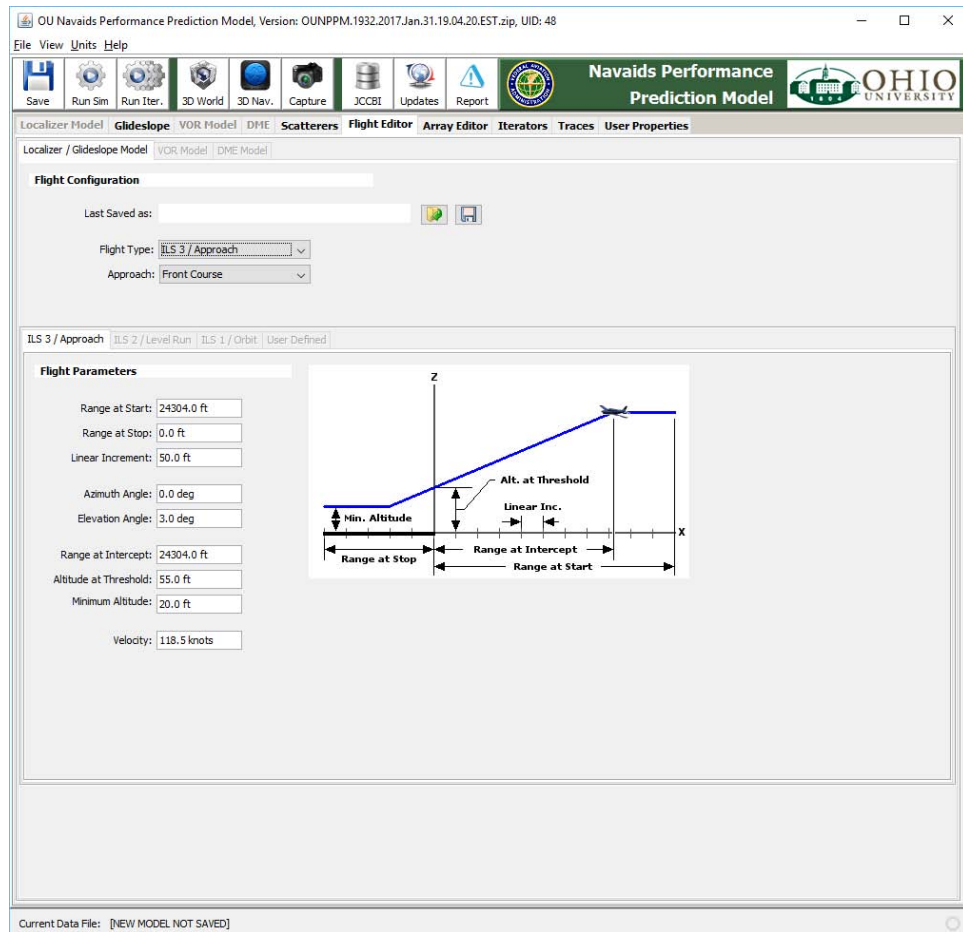 OU Navaids Performance Prediction Model, Version: OUNPPM.1932.2017.Jan.31.19.04.20.EST.zip, UID: 48
File View Units Help
Save Run Sim Run Iter. 3D World 3D Nav. Capture JCCBI Updates Report
FEDERAL AVIATION ADMINISTRATION
Navaids Performance
Prediction Model
1804
OHIO
UNIVERSITY
Localizer Model Glideslope VOR Model DME Scatterers Flight Editor Array Editor Iterators Traces User Properties
Localizer / Glideslope Model VOR Model DME Model
Flight Configuration
Last Saved as:
Flight Type: ILS 3 / Approach
Approach: Front Course
ILS 3 / Approach ILS 2 / Level Run ILS 1 / Orbit User Defined
Flight Parameters
Range at Start: 24304.0 ft
Range at Stop: 0.0 ft
Linear Increment: 50.0 ft
Azimuth Angle: 0.0 deg
Elevation Angle: 3.0 deg
Range at Intercept: 24304.0 ft
Altitude at Threshold: 55.0 ft
Minimum Altitude: 20.0 ft
Velocity: 118.5 knots
Z
Alt. at Threshold
Linear Inc.
Min. Altitude
X
Range at Stop
Range at Intercept
Range at Start
Current Data File: [NEW MODEL NOT SAVED]